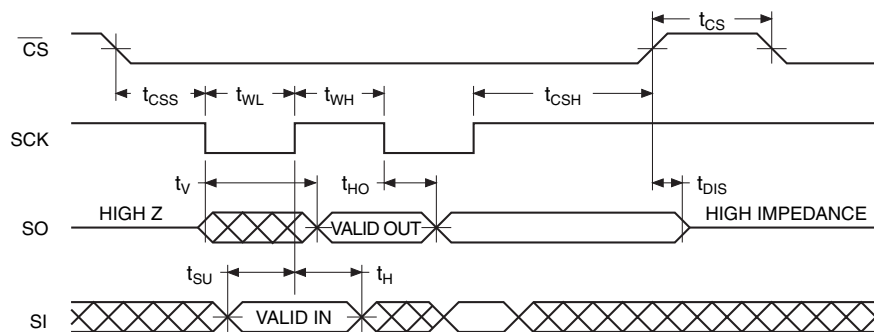 t_CS
C̅S̅
t_CSS t_WL t_WH t_CSH
SCK
t_V t_HO t_DIS
HIGH Z VALID OUT HIGH IMPEDANCE
SO
t_SU t_H
SI VALID IN